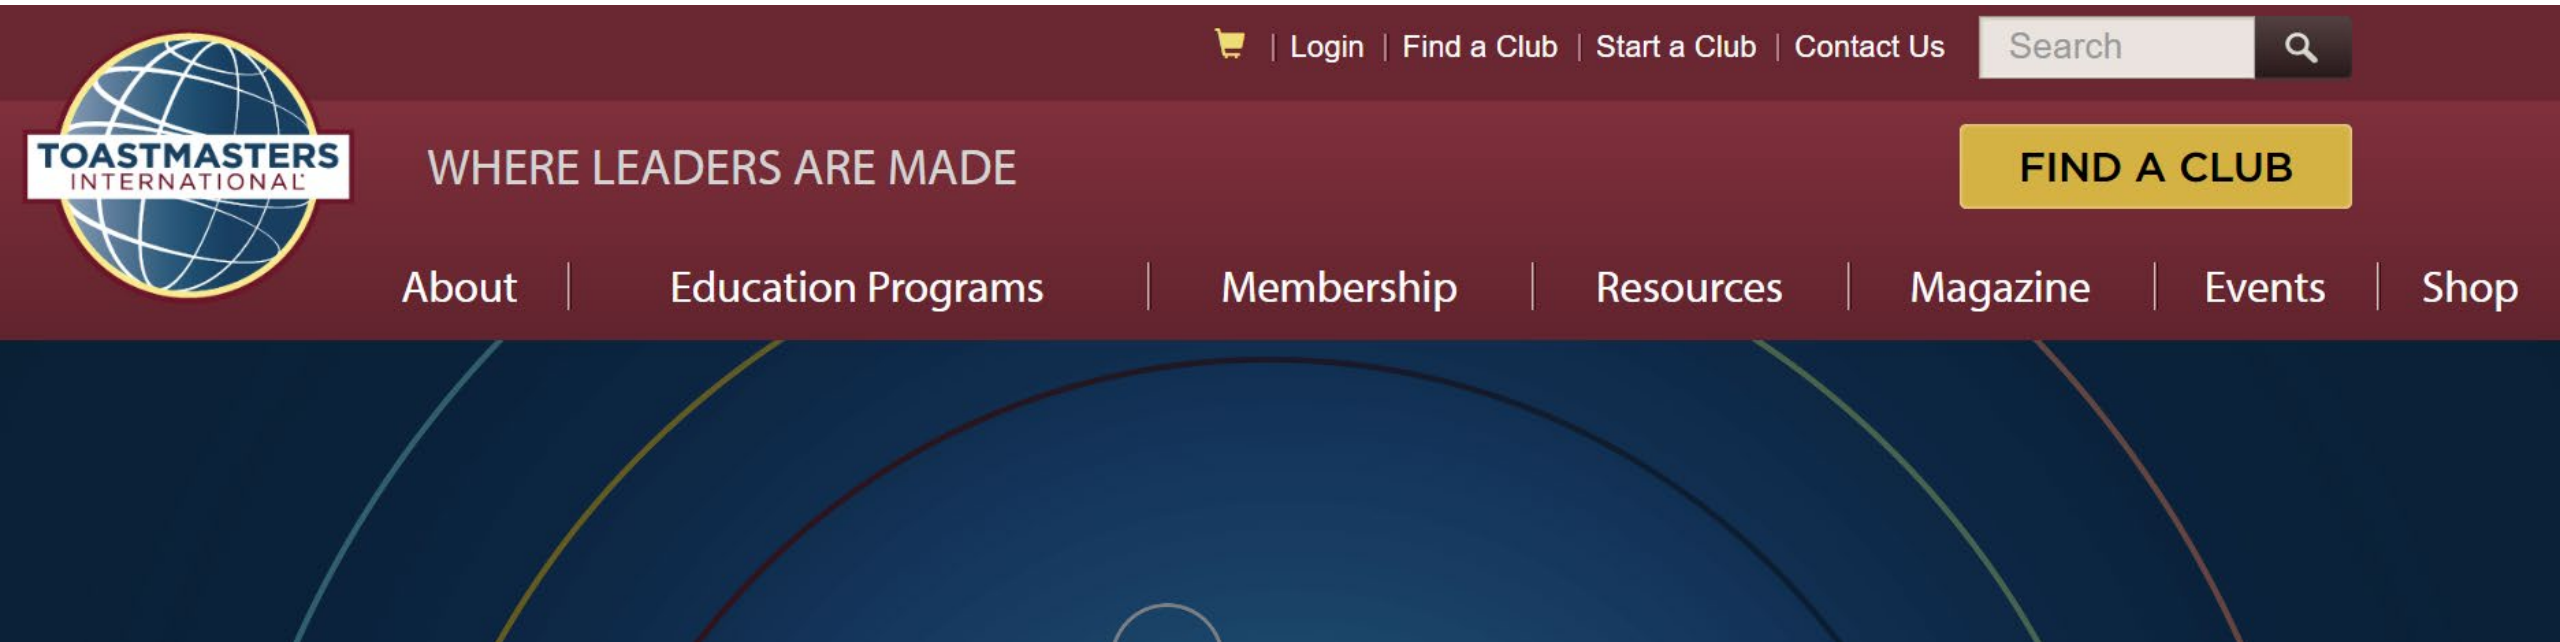 | Login | Find a Club | Start a Club | Contact Us Search
TOASTMASTERS
INTERNATIONAL
WHERE LEADERS ARE MADE
FIND A CLUB
About | Education Programs | Membership | Resources | Magazine | Events | Shop